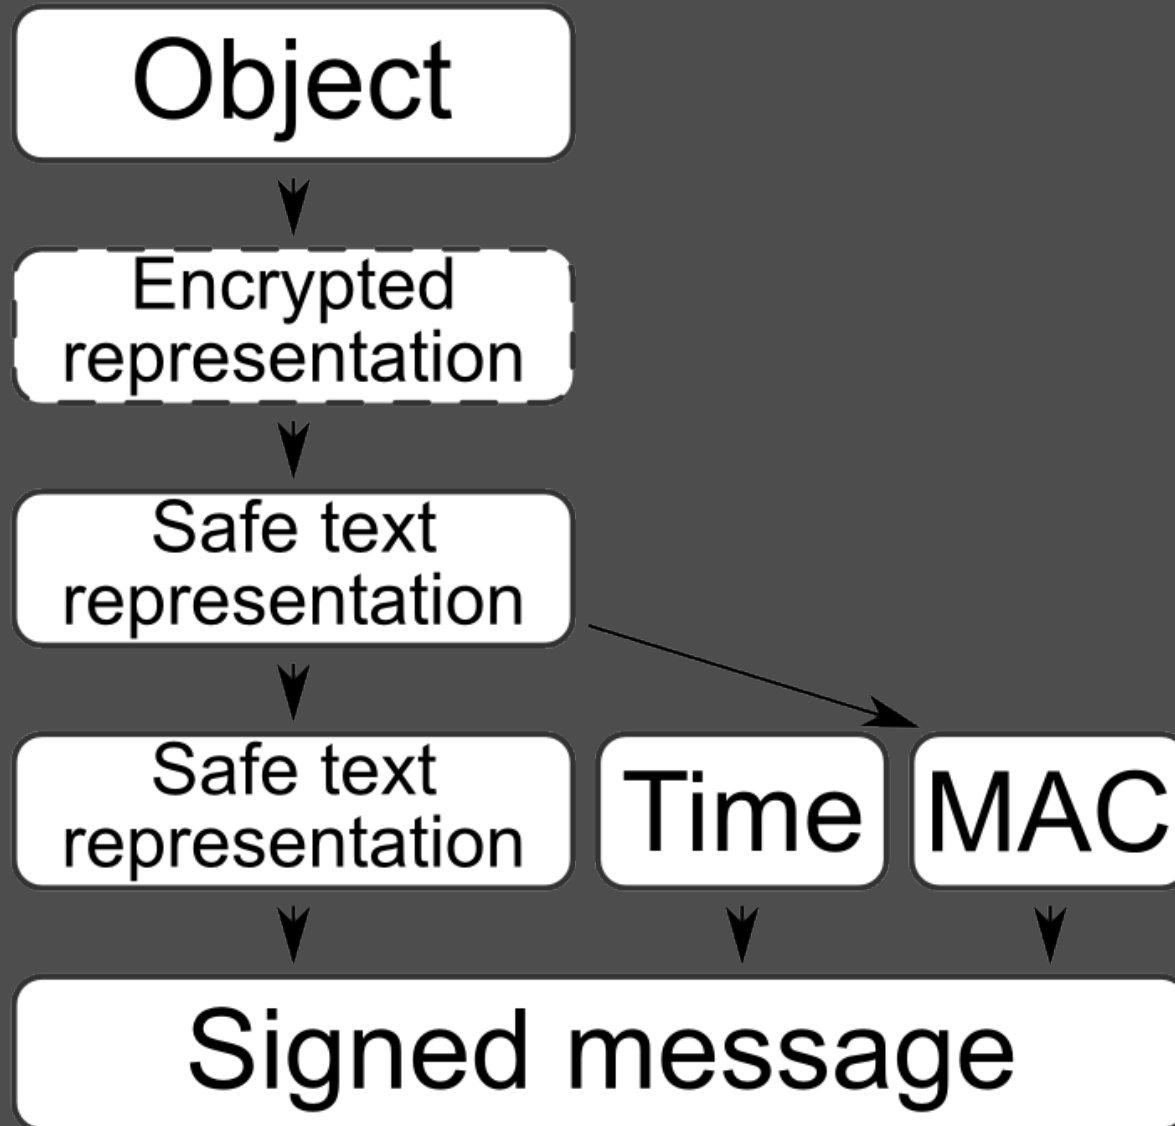 Object
Encrypted
representation
Safe text
representation
Safe text
representation
Time
MAC
Signed message